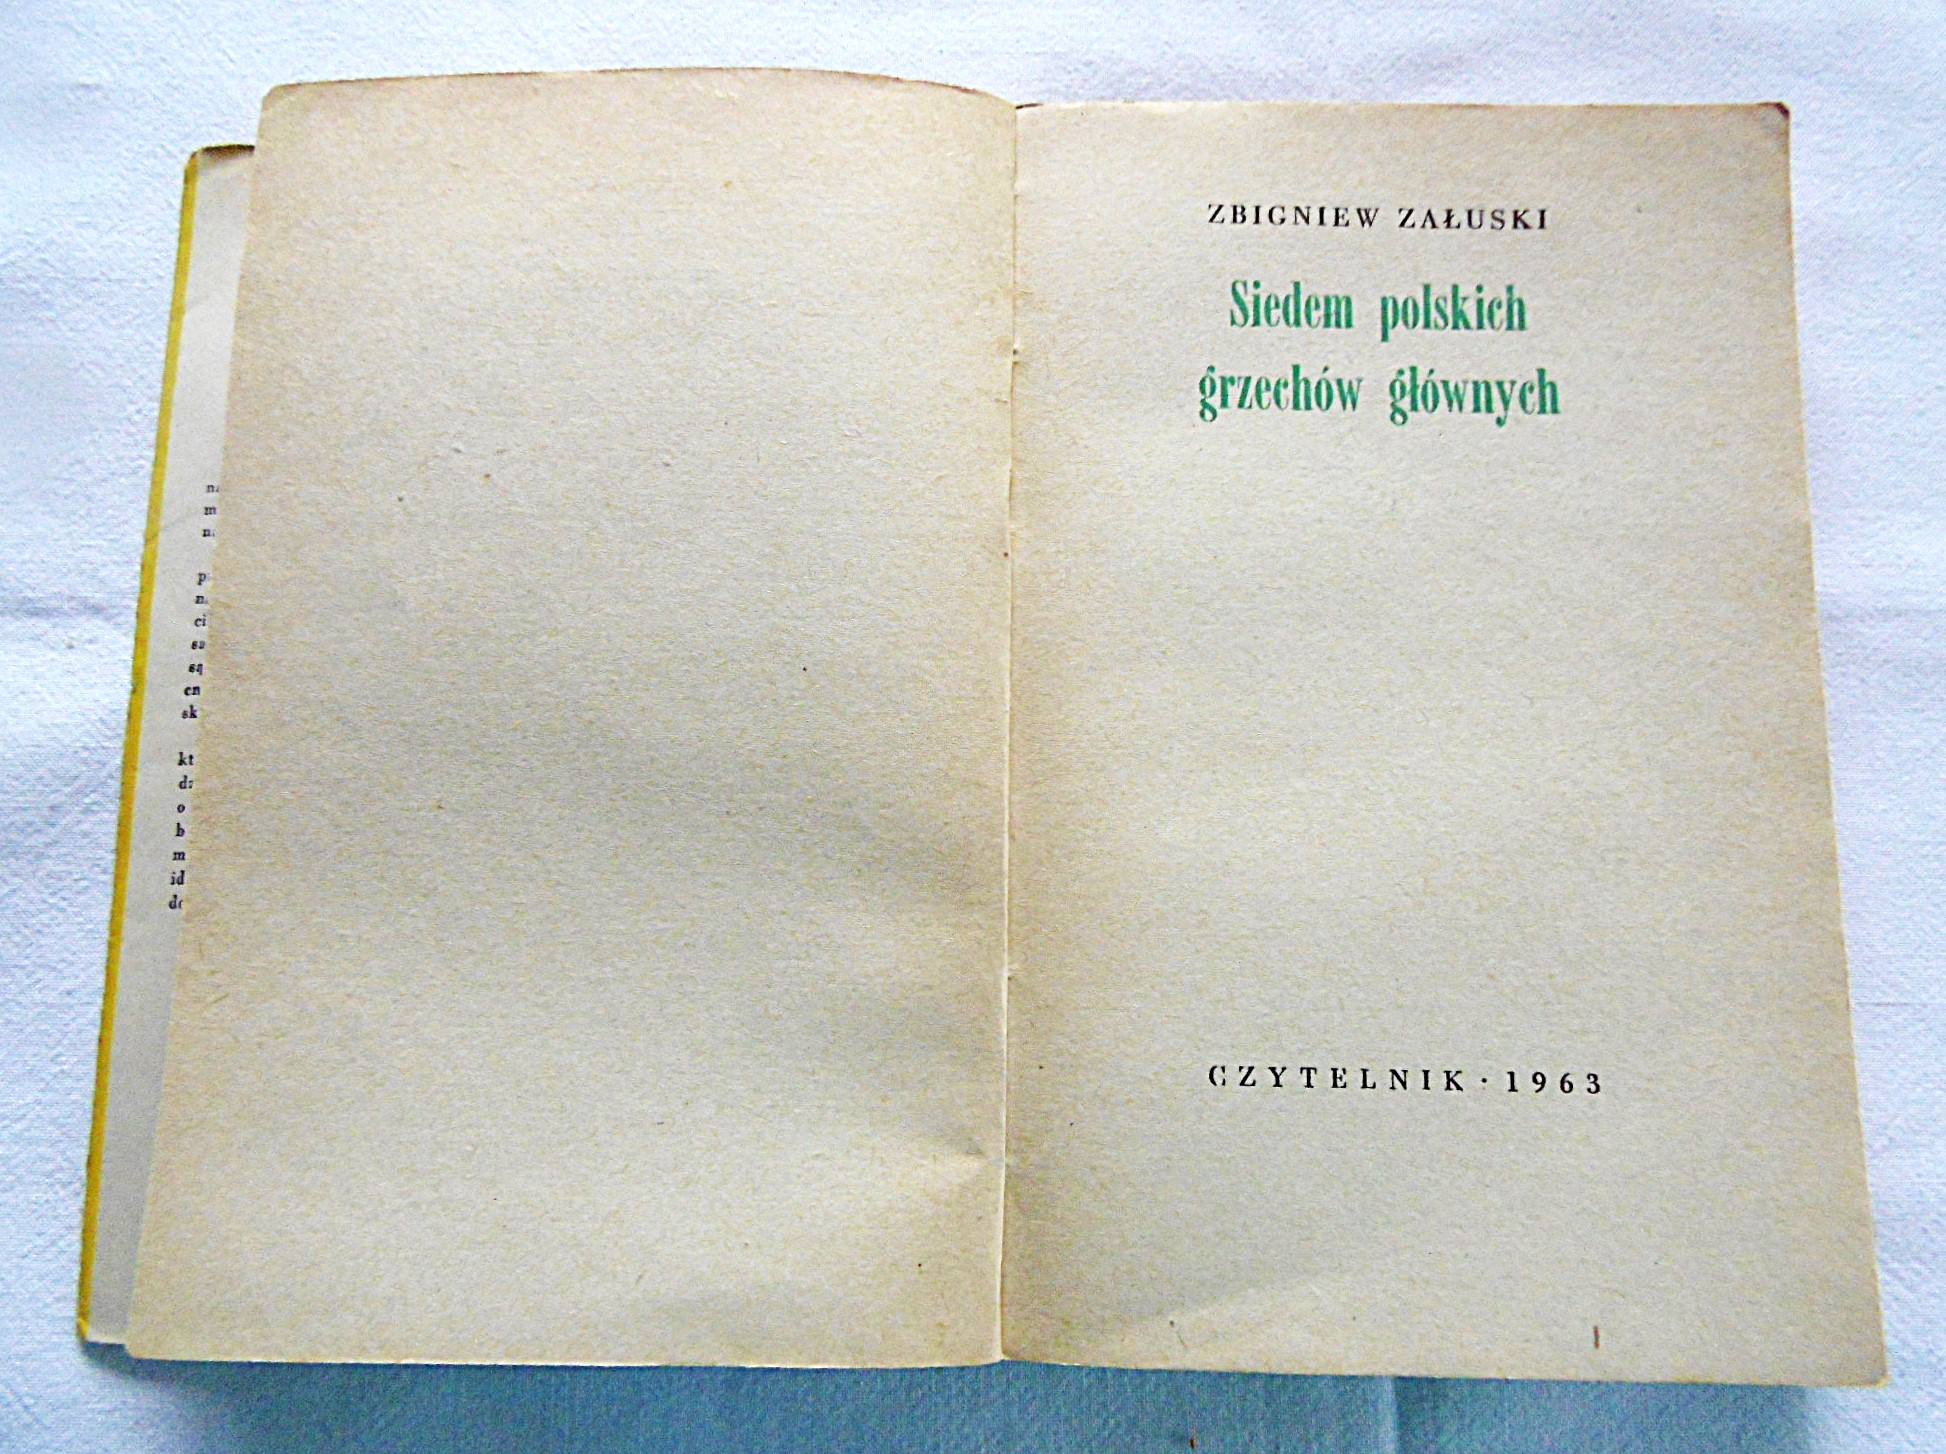 ZBIGNIEW ZAŁUSKI
Siedem polskich
grzechów głównych
CZYTELNIK · 1963